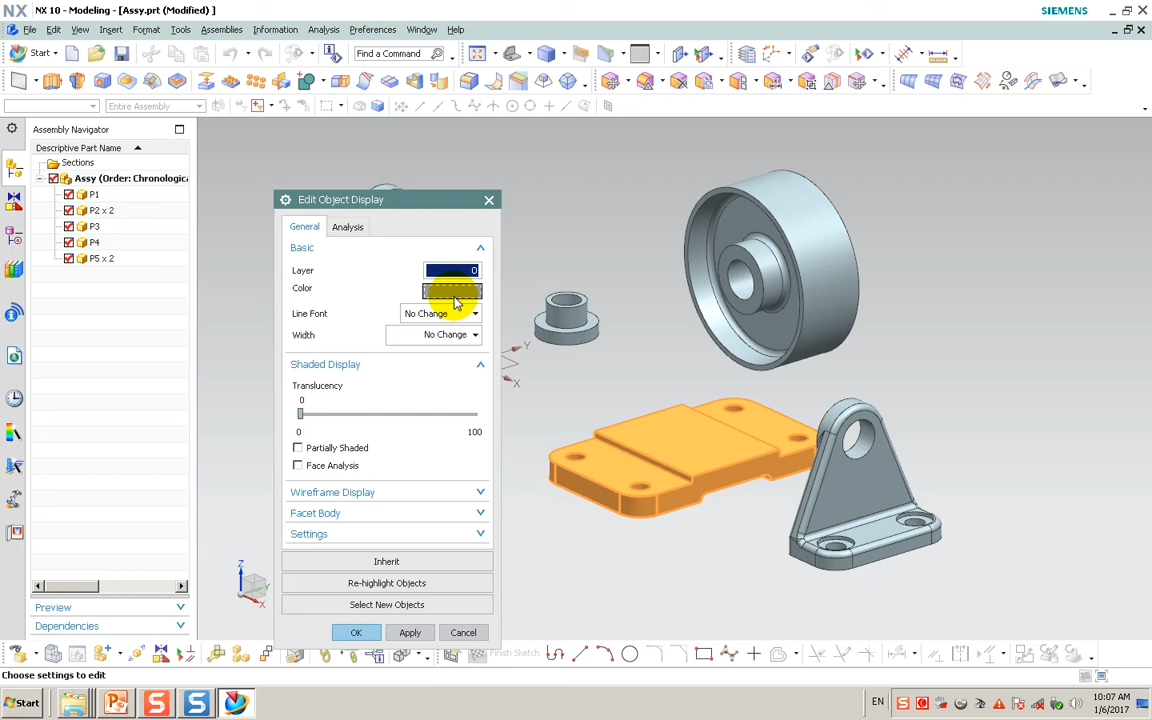 NX NX 10 - Modeling - [Assy.prt (Modified) ] SIEMENS
File Edit View Insert Format Tools Assemblies Information Analysis Preferences Window Help
Start Find a Command
Entire Assembly
Assembly Navigator
Descriptive Part Name
Sections
Assy (Order: Chronologica
P1
P2 x 2
P3
P4
P5 x 2
Preview
Dependencies
Edit Object Display
General Analysis
Basic
Layer 0
Color
Line Font No Change
Width No Change
Shaded Display
Translucency
0
0 100
Partially Shaded
Face Analysis
Wireframe Display
Facet Body
Settings
Inherit
Re-highlight Objects
Select New Objects
OK Apply Cancel
Y
X
Z
Y
X
Finish Sketch
Choose settings to edit
Start EN 10:07 AM
1/6/2017